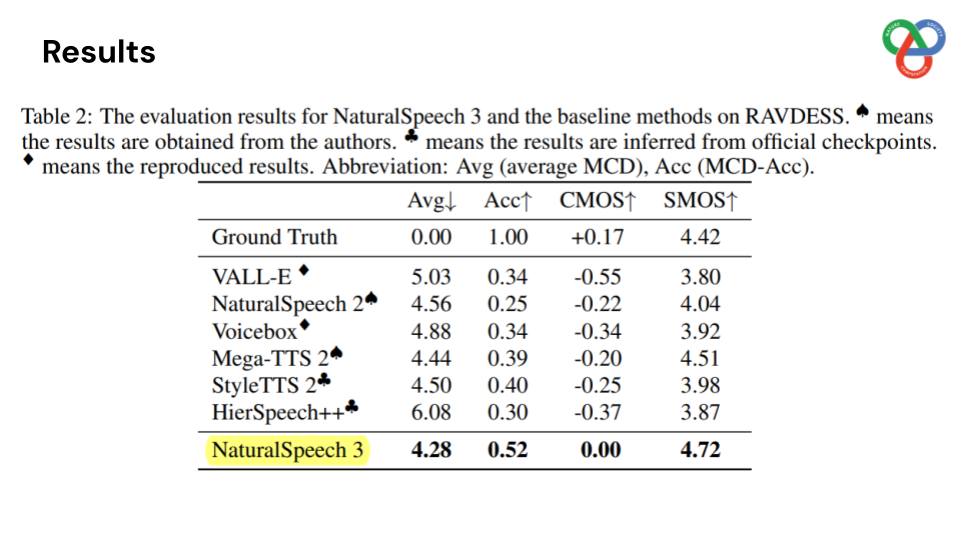 Results
NATURE SOCIETY COMPUTATION
Table 2: The evaluation results for NaturalSpeech 3 and the baseline methods on RAVDESS. ♠ means
the results are obtained from the authors. ♣ means the results are inferred from official checkpoints.
♦ means the reproduced results. Abbreviation: Avg (average MCD), Acc (MCD-Acc).
Avg↓ Acc↑ CMOS↑ SMOS↑
Ground Truth 0.00 1.00 +0.17 4.42
VALL-E ♦ 5.03 0.34 -0.55 3.80
NaturalSpeech 2♠ 4.56 0.25 -0.22 4.04
Voicebox♦ 4.88 0.34 -0.34 3.92
Mega-TTS 2♠ 4.44 0.39 -0.20 4.51
StyleTTS 2♣ 4.50 0.40 -0.25 3.98
HierSpeech++♣ 6.08 0.30 -0.37 3.87
NaturalSpeech 3 4.28 0.52 0.00 4.72